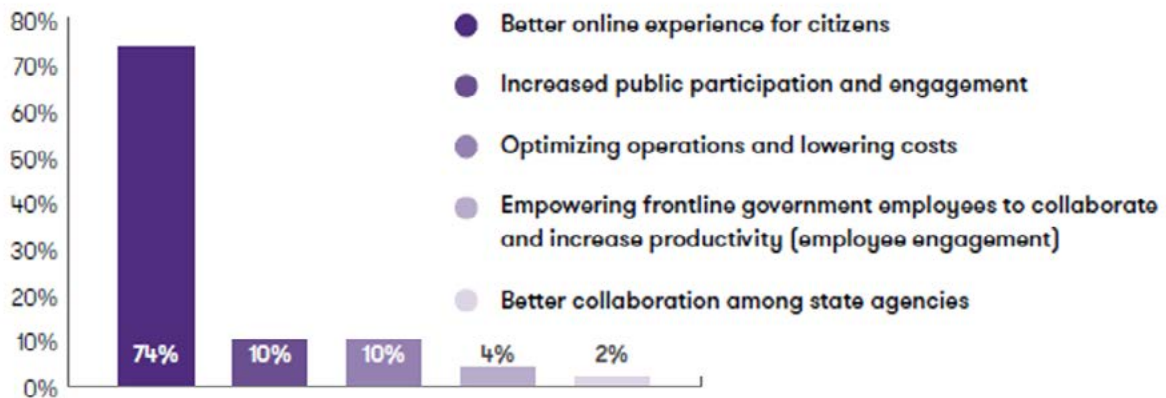 80%
70%
60%
50%
40%
30%
20%
10%
0%
74%
10%
10%
4%
2%
Better online experience for citizens
Increased public participation and engagement
Optimizing operations and lowering costs
Empowering frontline government employees to collaborate
and increase productivity (employee engagement)
Better collaboration among state agencies